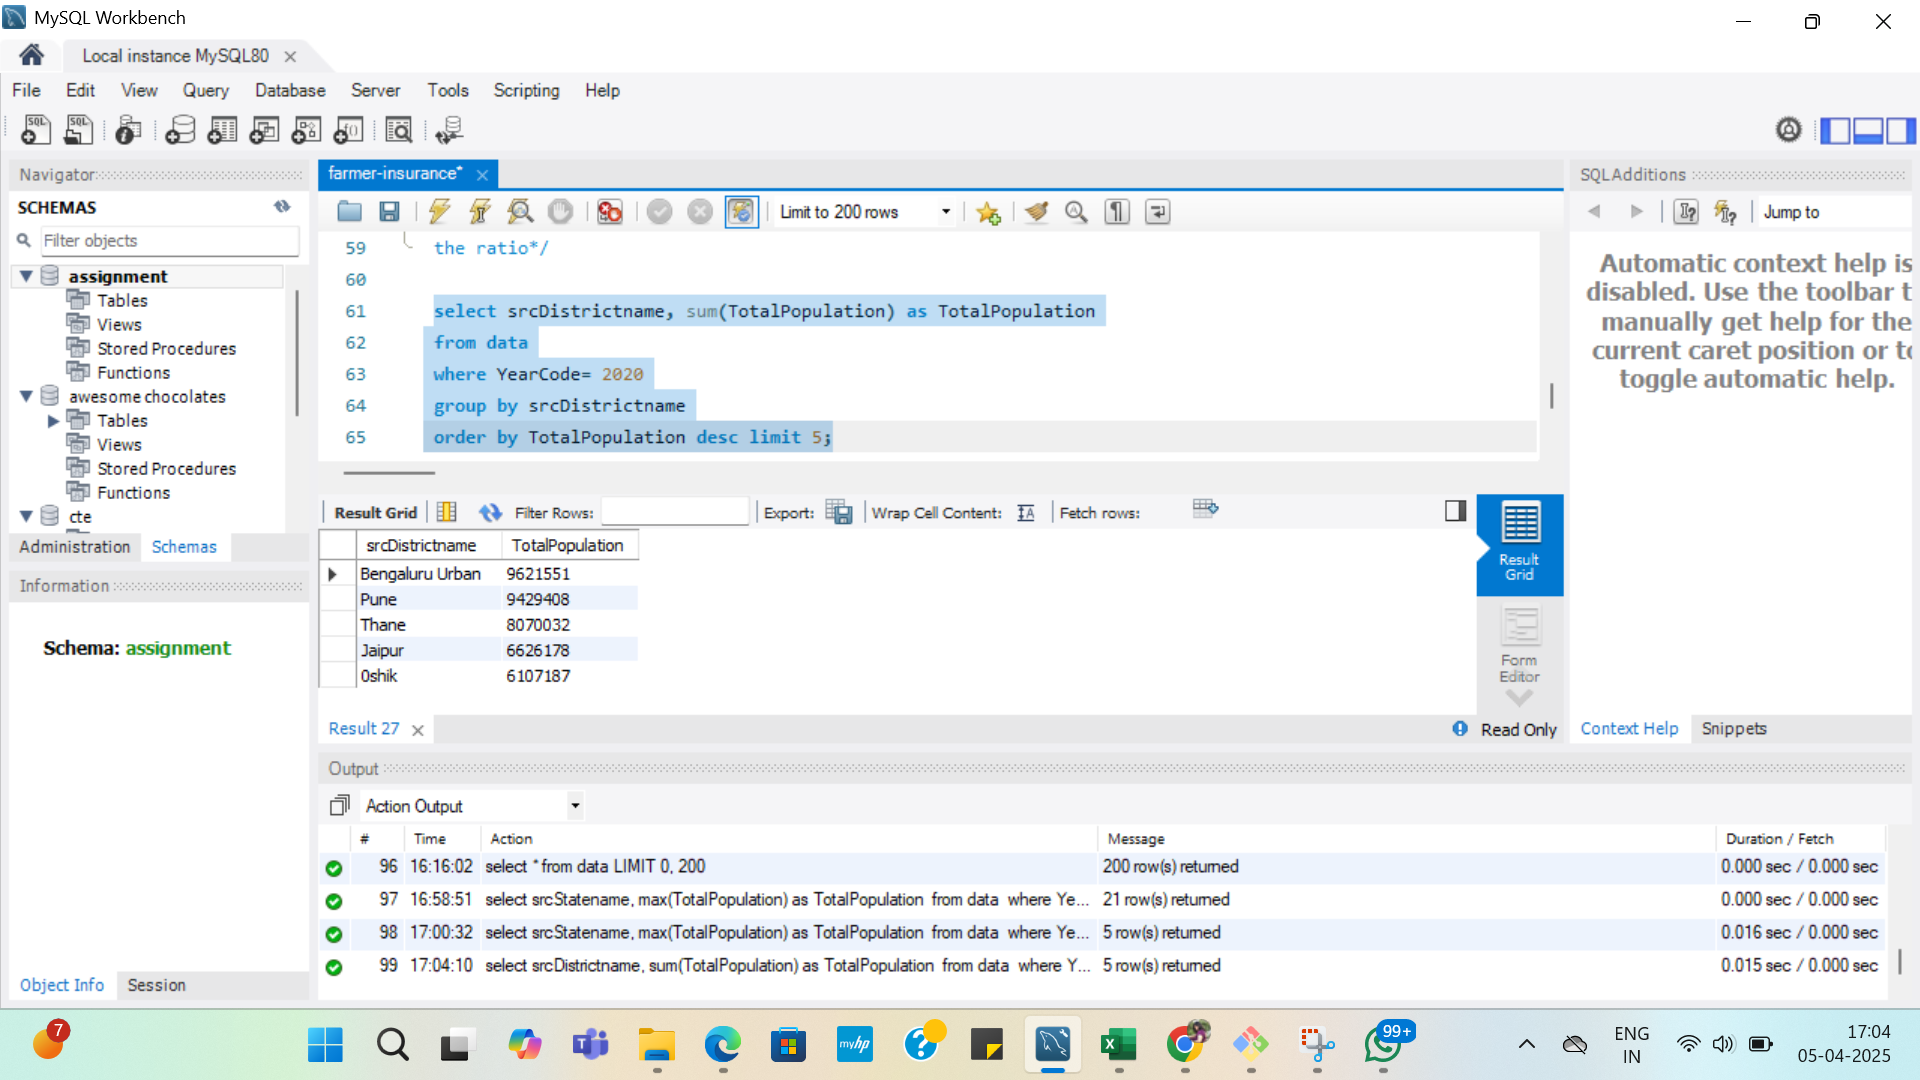 MySQL Workbench
Local instance MySQL80
File Edit View Query Database Server Tools Scripting Help
Navigator
SCHEMAS
Filter objects
assignment
Tables
Views
Stored Procedures
Functions
awesome chocolates
Tables
Views
Stored Procedures
Functions
cte
Administration Schemas
Information
Schema: assignment
Object Info Session
farmer-insurance*
Limit to 200 rows
59 the ratio*/
60
61 select srcDistrictname, sum(TotalPopulation) as TotalPopulation
62 from data
63 where YearCode= 2020
64 group by srcDistrictname
65 order by TotalPopulation desc limit 5;
Result Grid Filter Rows: Export: Wrap Cell Content: Fetch rows:
srcDistrictname TotalPopulation
Bengaluru Urban 9621551
Pune 9429408
Thane 8070032
Jaipur 6626178
0shik 6107187
Result Grid
Form Editor
Result 27
Read Only
SQLAdditions
Jump to
Automatic context help is
disabled. Use the toolbar t
manually get help for the
current caret position or to
toggle automatic help.
Context Help Snippets
Output
Action Output
# Time Action Message Duration / Fetch
96 16:16:02 select * from data LIMIT 0, 200 200 row(s) returned 0.000 sec / 0.000 sec
97 16:58:51 select srcStatename, max(TotalPopulation) as TotalPopulation from data where Ye... 21 row(s) returned 0.000 sec / 0.000 sec
98 17:00:32 select srcStatename, max(TotalPopulation) as TotalPopulation from data where Ye... 5 row(s) returned 0.016 sec / 0.000 sec
99 17:04:10 select srcDistrictname, sum(TotalPopulation) as TotalPopulation from data where Y... 5 row(s) returned 0.015 sec / 0.000 sec
7
myhp
99+
ENG
IN
17:04
05-04-2025